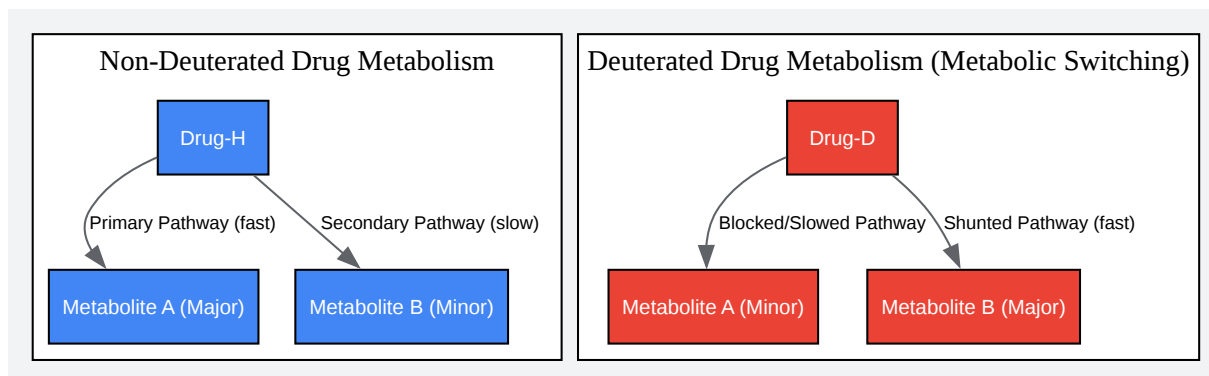 Non-Deuterated Drug Metabolism
Drug-H
Primary Pathway (fast)
Secondary Pathway (slow)
Metabolite A (Major)
Metabolite B (Minor)
Deuterated Drug Metabolism (Metabolic Switching)
Drug-D
Blocked/Slowed Pathway
Shunted Pathway (fast)
Metabolite A (Minor)
Metabolite B (Major)